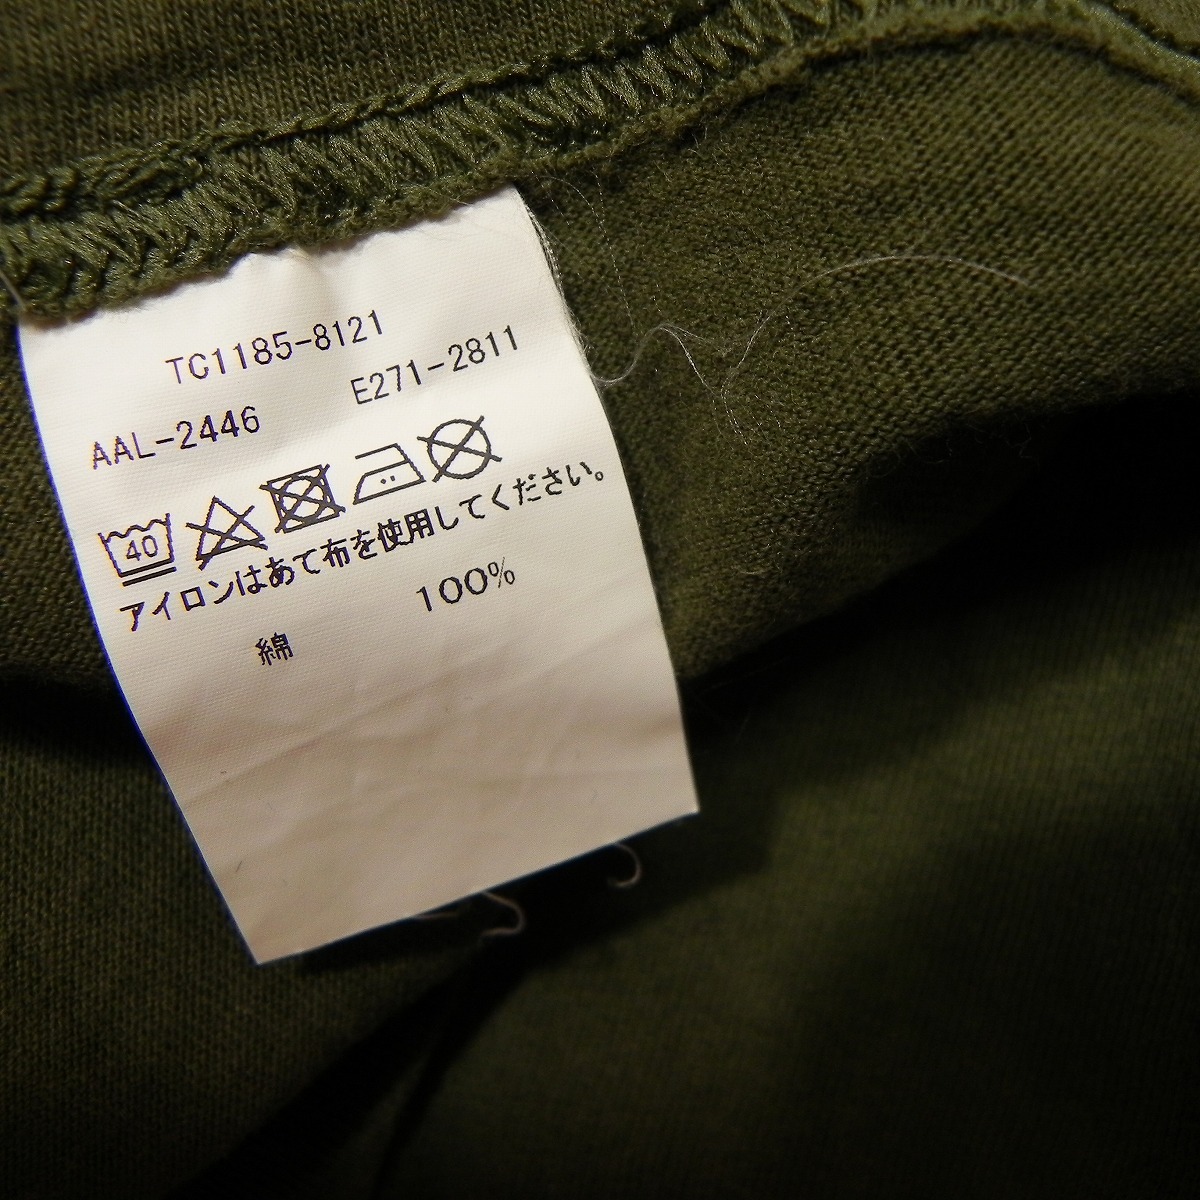 TC1185-8121
AAL-2446 E271-2811
40
アイロンはあて布を使用してください。
綿 100%